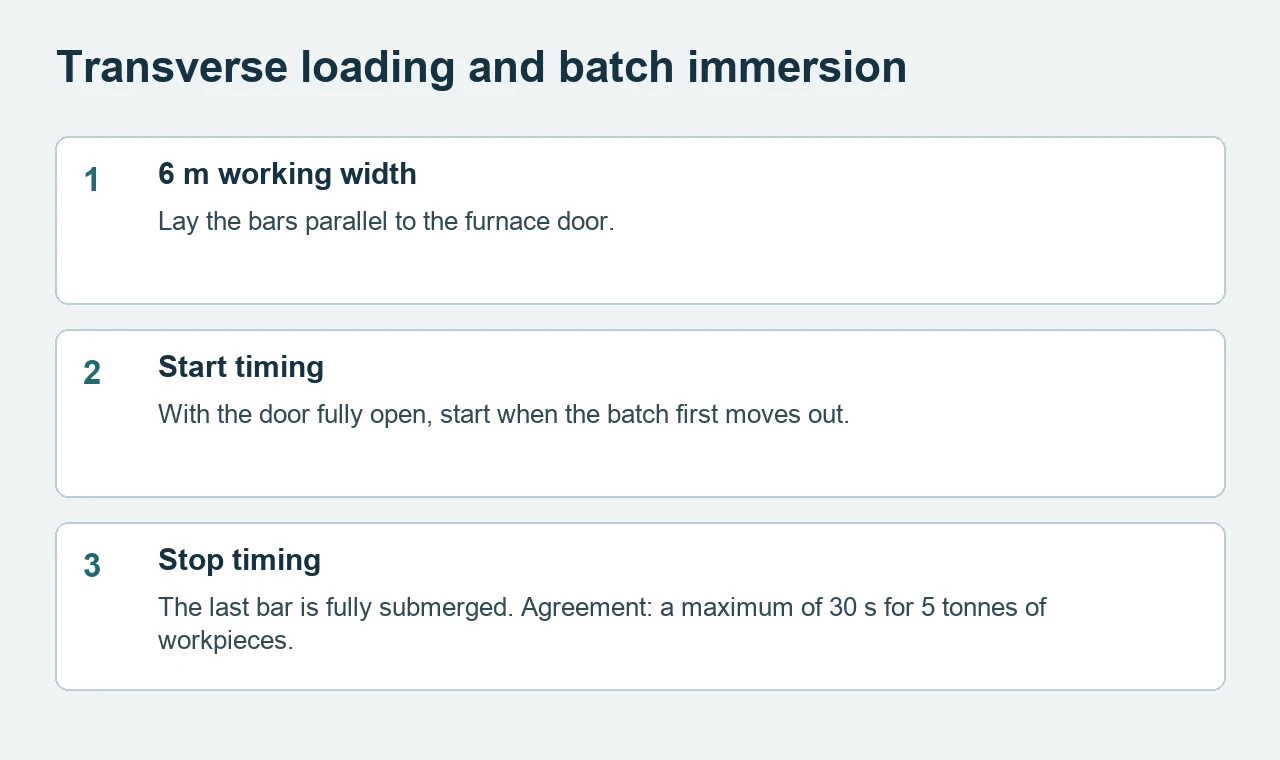 Transverse loading and batch immersion
1
6 m working width
Lay the bars parallel to the furnace door.
2
Start timing
With the door fully open, start when the batch first moves out.
3
Stop timing
The last bar is fully submerged. Agreement: a maximum of 30 s for 5 tonnes of
workpieces.